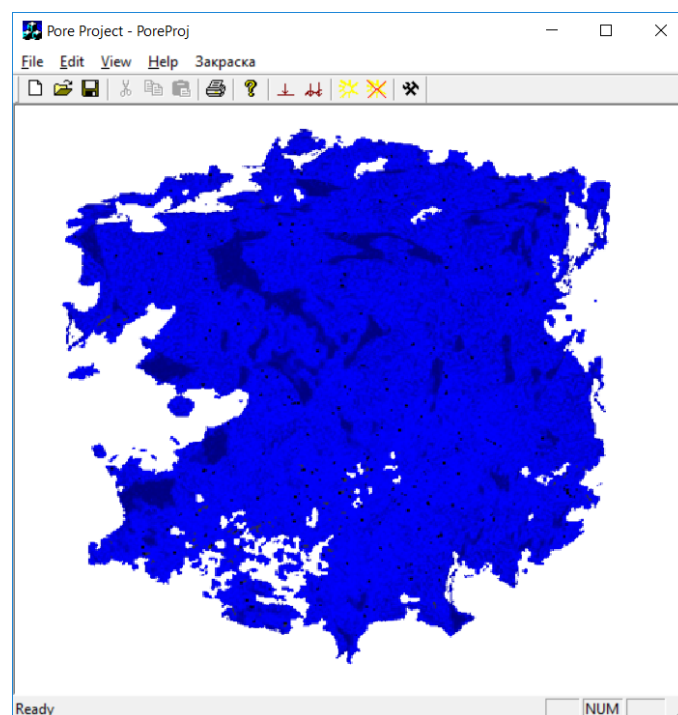 Pore Project - PoreProj
File Edit View Help Закраска
Ready NUM